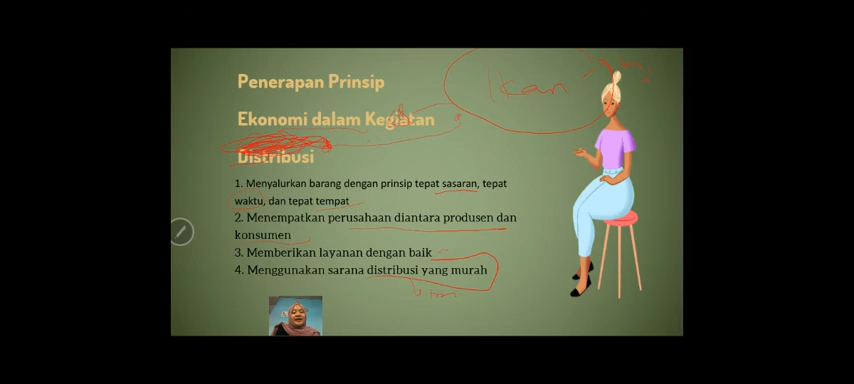 Penerapan Prinsip
Ekonomi dalam Kegiatan
Distribusi
Ikan
1. Menyalurkan barang dengan prinsip tepat sasaran, tepat
waktu, dan tepat tempat
2. Menempatkan perusahaan diantara produsen dan
konsumen
3. Memberikan layanan dengan baik
4. Menggunakan sarana distribusi yang murah